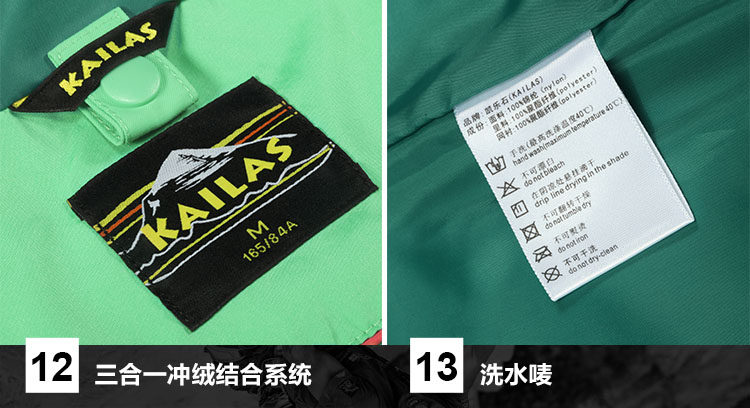 KAILAS
KAILAS
M
165/84A
12
三合一冲绒结合系统
品牌：凯乐石(KAILAS)
成份：面料：100%锦纶(nylon)
里料：100%聚酯纤维(polyester)
网衬：100%聚酯纤维(polyester)
手洗(最高洗涤温度40℃)
hand wash(maximum temperature 40℃)
不可漂白
do not bleach
在阴凉处悬挂滴干
drip line drying in the shade
不可翻转干燥
do not tumble dry
不可熨烫
do not iron
不可干洗
do not dry-clean
13
洗水唛